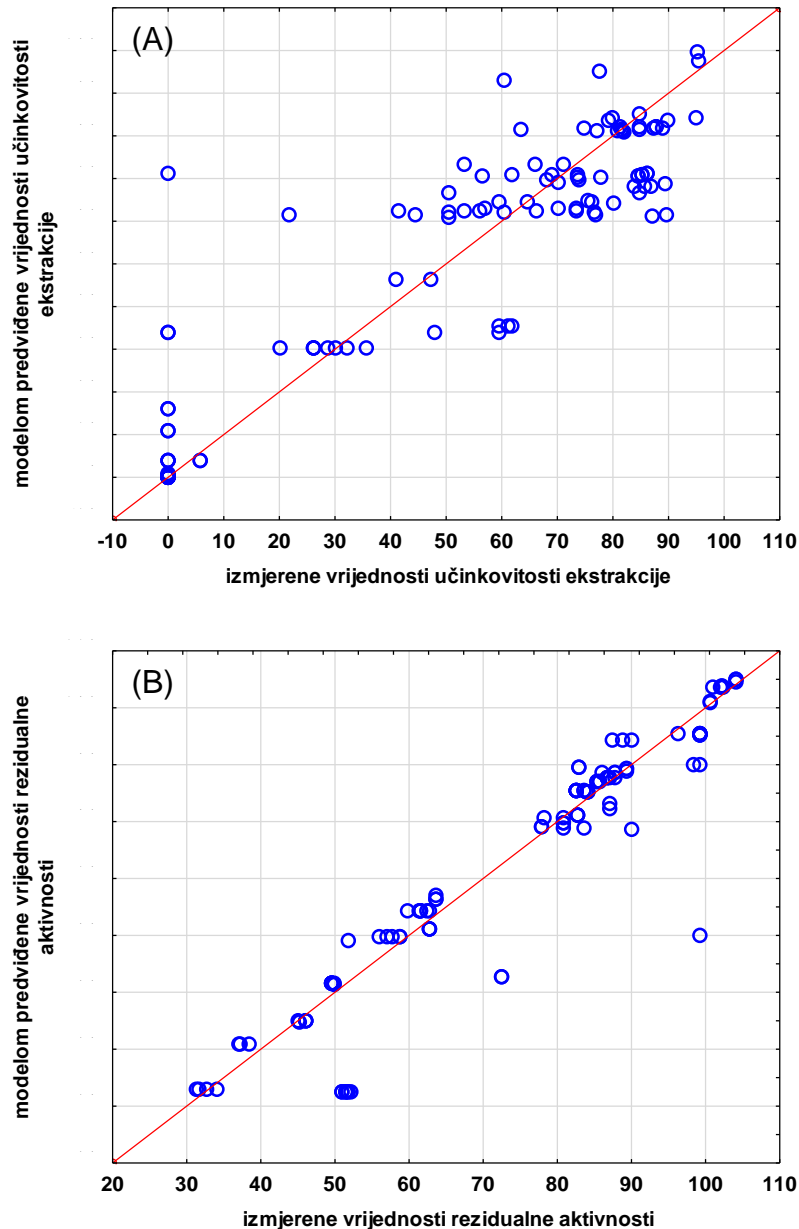 (A)
modelom predviđene vrijednosti učinkovitosti
ekstrakcije
-10 0 10 20 30 40 50 60 70 80 90 100 110
izmjerene vrijednosti učinkovitosti ekstrakcije
(B)
modelom predviđene vrijednosti rezidualne
aktivnosti
20 30 40 50 60 70 80 90 100 110
izmjerene vrijednosti rezidualne aktivnosti